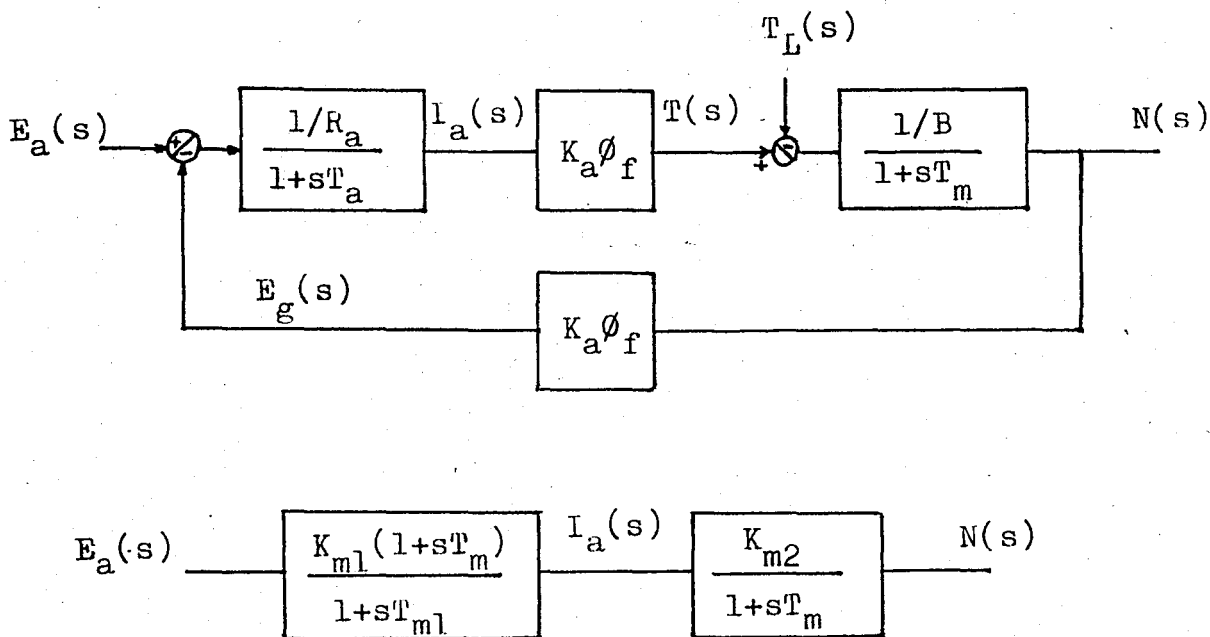 T_L(s)
E_a(s)
+
-
1/R_a
1+sT_a
I_a(s)
K_aØ_f
T(s)
+
-
1/B
1+sT_m
N(s)
E_g(s)
K_aØ_f
E_a(s)
K_m1(1+sT_m)
1+sT_m1
I_a(s)
K_m2
1+sT_m
N(s)